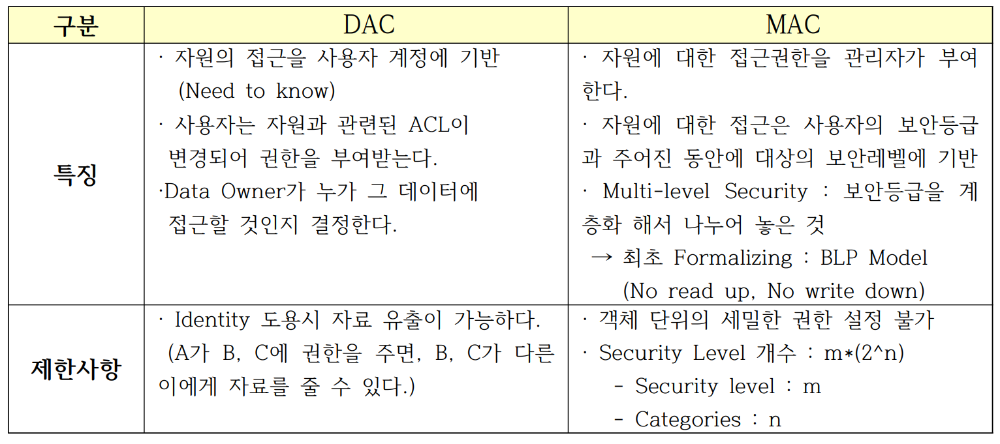 구분
DAC
MAC
특징
· 자원의 접근을 사용자 계정에 기반
(Need to know)
· 사용자는 자원과 관련된 ACL이
변경되어 권한을 부여받는다.
·Data Owner가 누가 그 데이터에
접근할 것인지 결정한다.
· 자원에 대한 접근권한을 관리자가 부여
한다.
· 자원에 대한 접근은 사용자의 보안등급
과 주어진 동안에 대상의 보안레벨에 기반
· Multi-level Security : 보안등급을 계
층화 해서 나누어 놓은 것
→ 최초 Formalizing : BLP Model
(No read up, No write down)
제한사항
· Identity 도용시 자료 유출이 가능하다.
(A가 B, C에 권한을 주면, B, C가 다른
이에게 자료를 줄 수 있다.)
· 객체 단위의 세밀한 권한 설정 불가
· Security Level 개수 : m*(2^n)
- Security level : m
- Categories : n